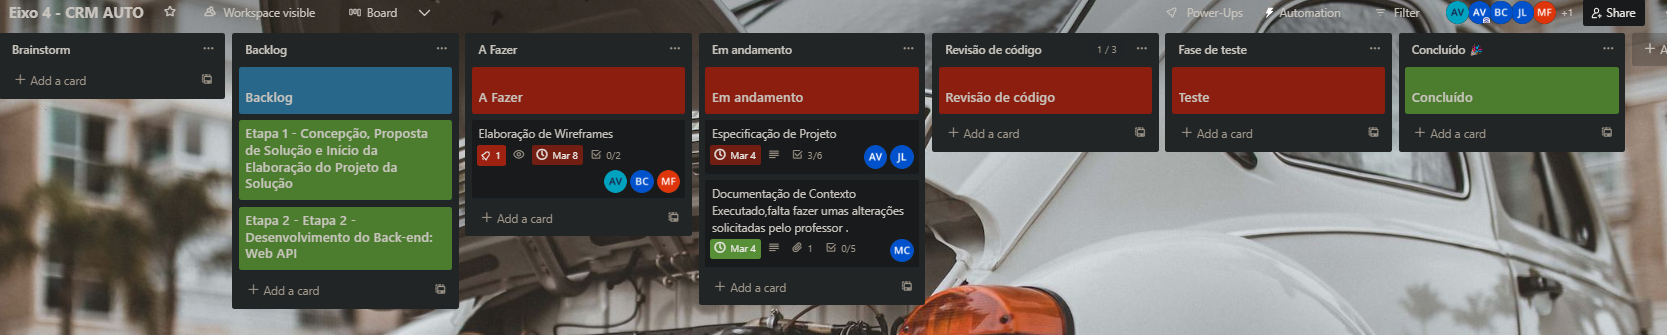 Eixo 4 - CRM AUTO
Workspace visible
Board
Power-Ups
Automation
Filter
AV
AV
BC
JL
MF
+1
Share
Brainstorm
Add a card
Backlog
Backlog
Etapa 1 - Concepção, Proposta
de Solução e Início da
Elaboração do Projeto da
Solução
Etapa 2 - Etapa 2 -
Desenvolvimento do Back-end:
Web API
Add a card
A Fazer
A Fazer
Elaboração de Wireframes
1
Mar 8
0/2
AV
BC
MF
Add a card
Em andamento
Em andamento
Especificação de Projeto
Mar 4
3/6
AV
JL
Documentação de Contexto
Executado,falta fazer umas alterações
solicitadas pelo professor .
Mar 4
1
0/5
MC
Add a card
Revisão de código
1 / 3
Revisão de código
Add a card
Fase de teste
Teste
Add a card
Concluído 🎉
Concluído
Add a card